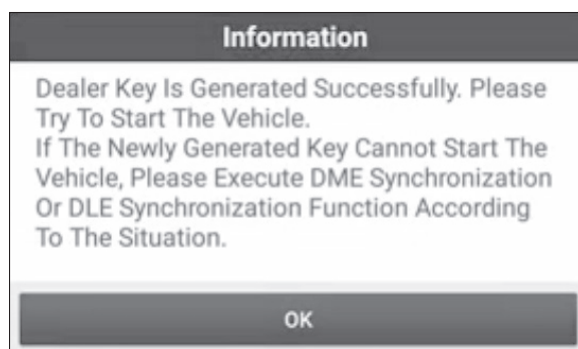 Information
Dealer Key Is Generated Successfully. Please
Try To Start The Vehicle.
If The Newly Generated Key Cannot Start The
Vehicle, Please Execute DME Synchronization
Or DLE Synchronization Function According
To The Situation.
OK